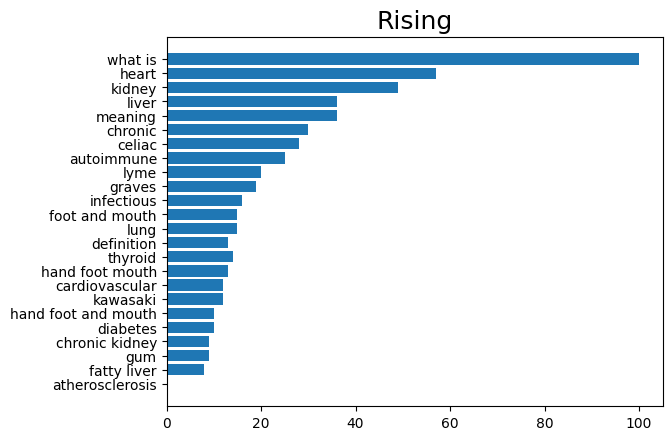 Rising
what is
heart
kidney
liver
meaning
chronic
celiac
autoimmune
lyme
graves
infectious
foot and mouth
lung
definition
thyroid
hand foot mouth
cardiovascular
kawasaki
hand foot and mouth
diabetes
chronic kidney
gum
fatty liver
atherosclerosis
0 20 40 60 80 100